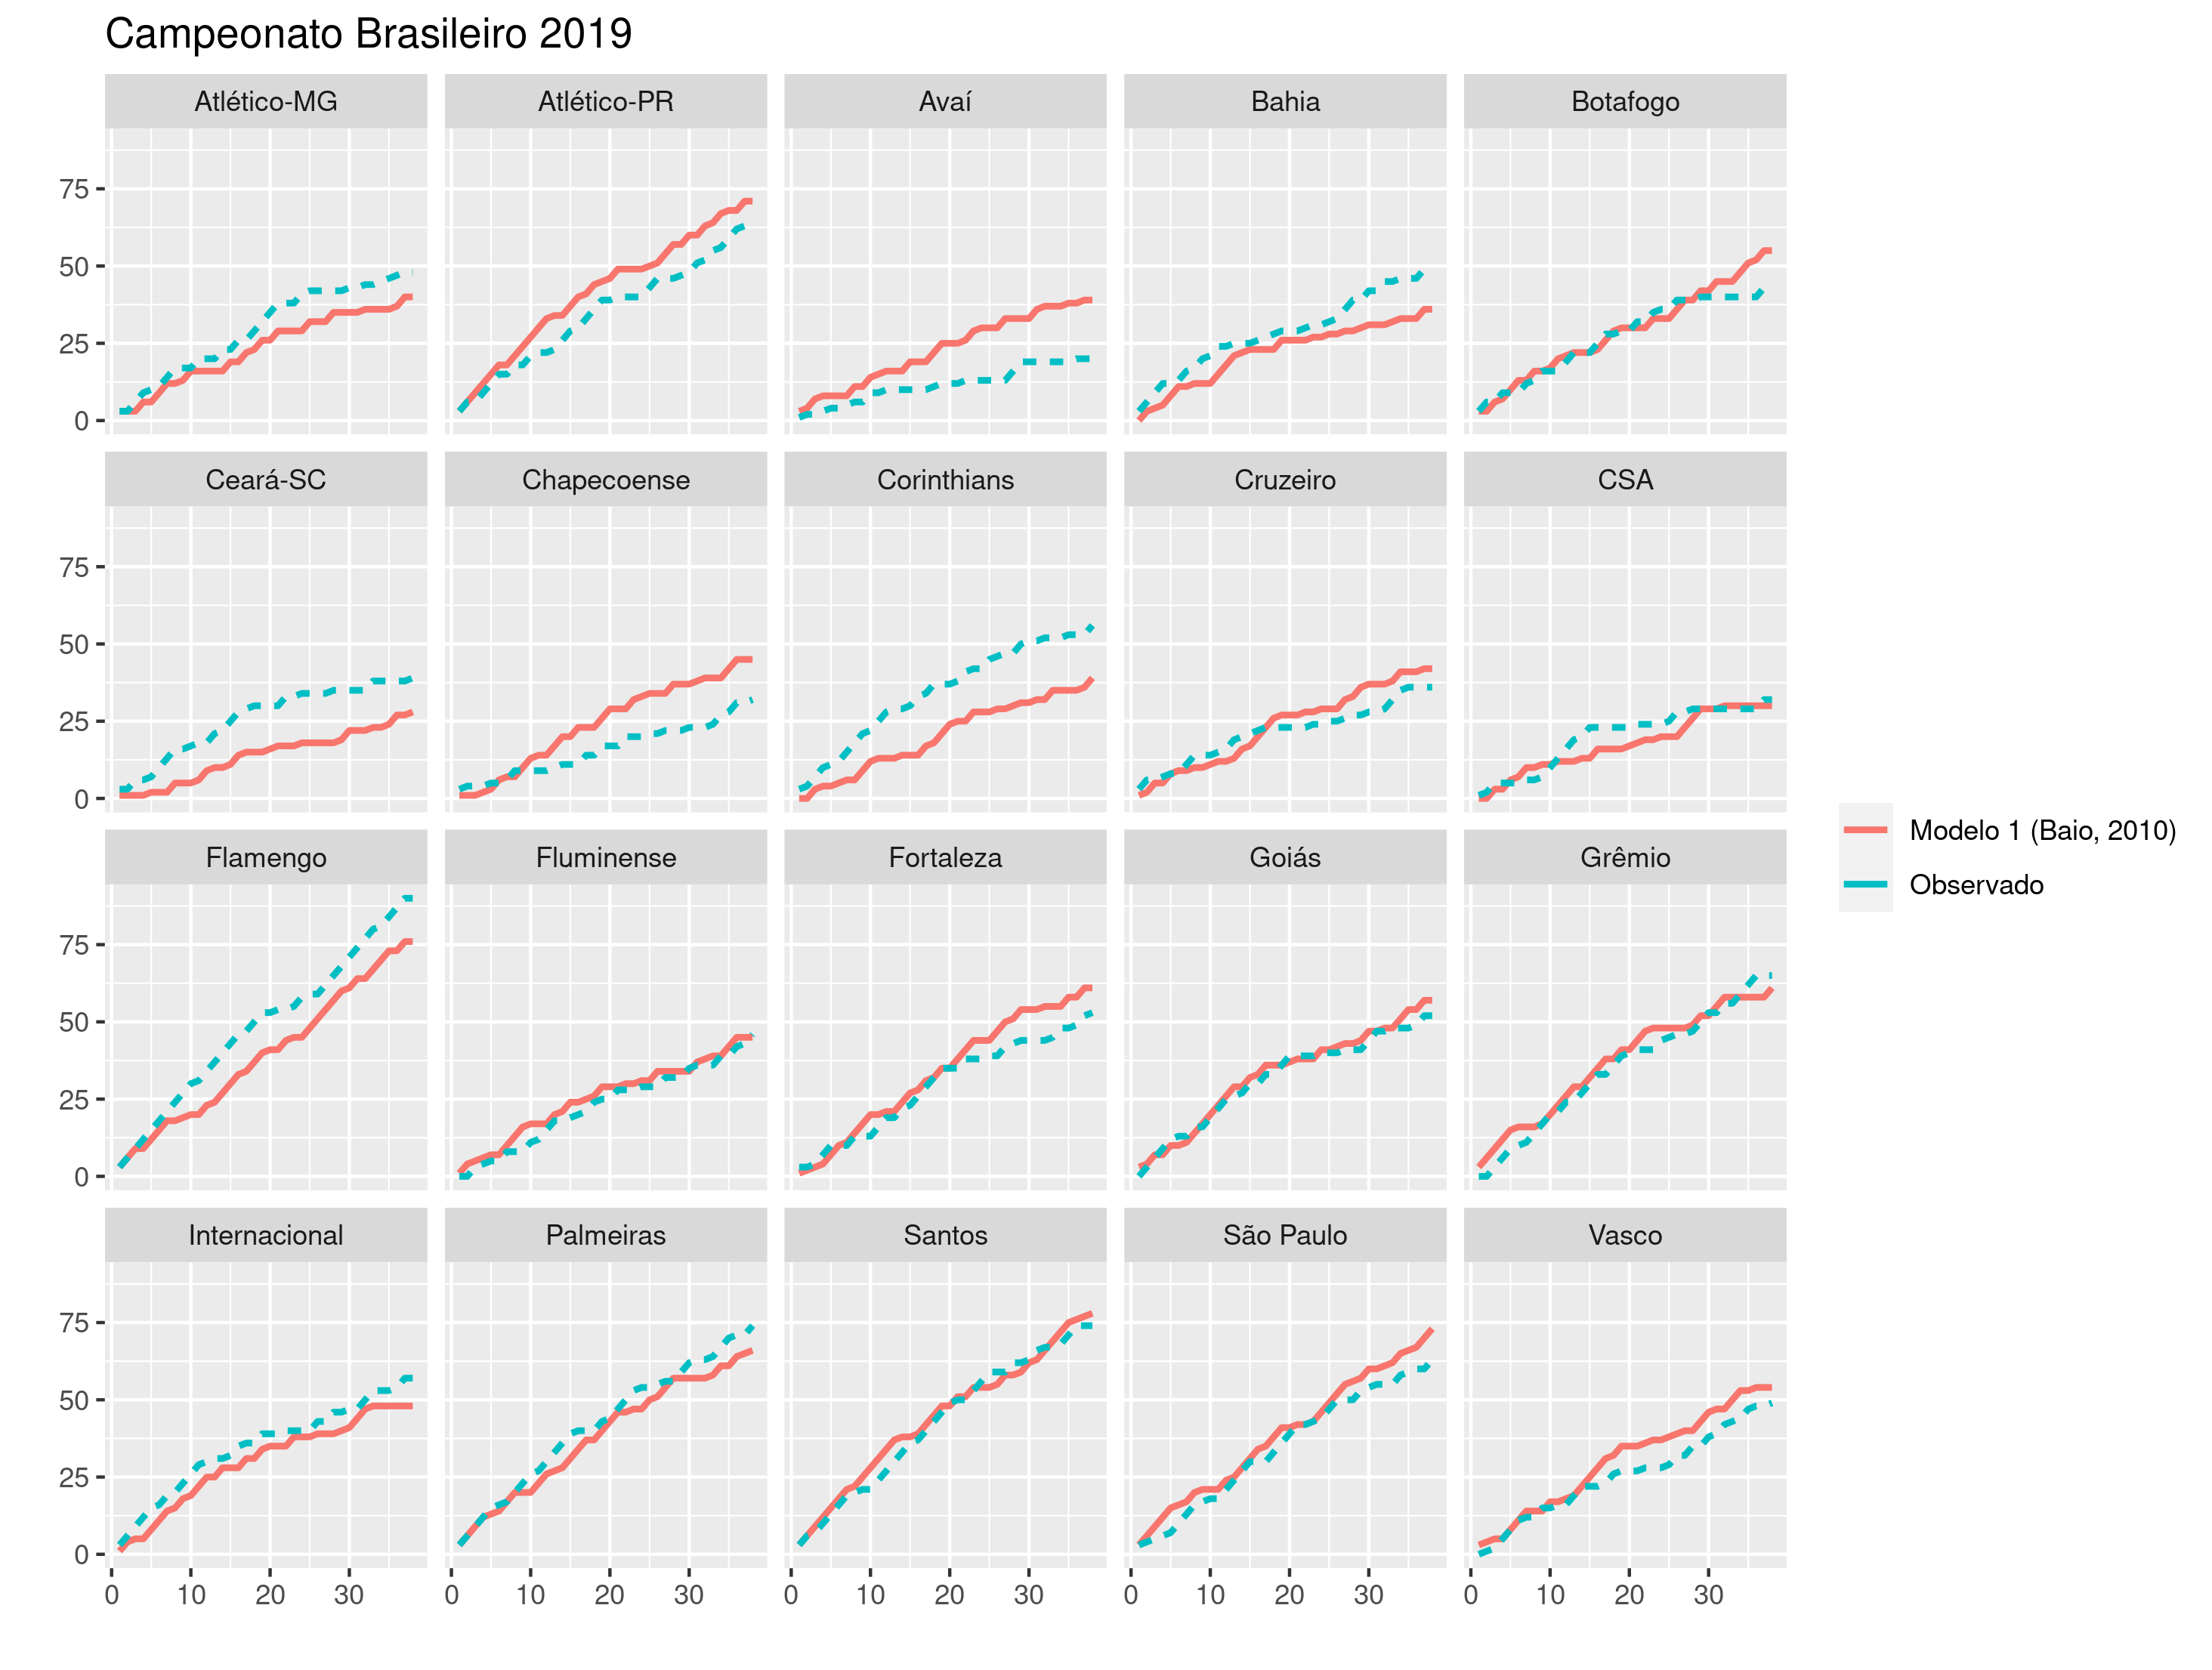 Campeonato Brasileiro 2019
Atlético-MG Atlético-PR Avaí Bahia Botafogo
75
50
25
0
Ceará-SC Chapecoense Corinthians Cruzeiro CSA
75
50
25
0
Modelo 1 (Baio, 2010)
Observado
Flamengo Fluminense Fortaleza Goiás Grêmio
75
50
25
0
Internacional Palmeiras Santos São Paulo Vasco
75
50
25
0
0 10 20 30 0 10 20 30 0 10 20 30 0 10 20 30 0 10 20 30